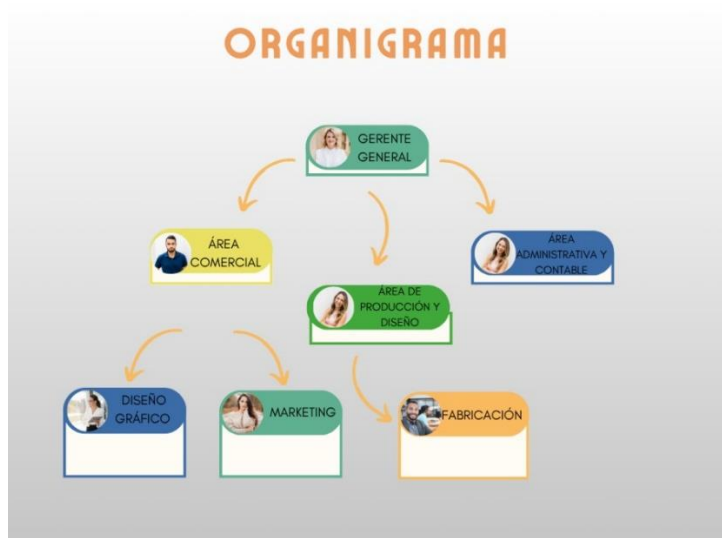 ORGANIGRAMA
GERENTE
GENERAL
ÁREA
COMERCIAL
ÁREA
ADMINISTRATIVA Y
CONTABLE
ÁREA DE
PRODUCCIÓN Y
DISEÑO
DISEÑO
GRÁFICO
MARKETING
FABRICACIÓN